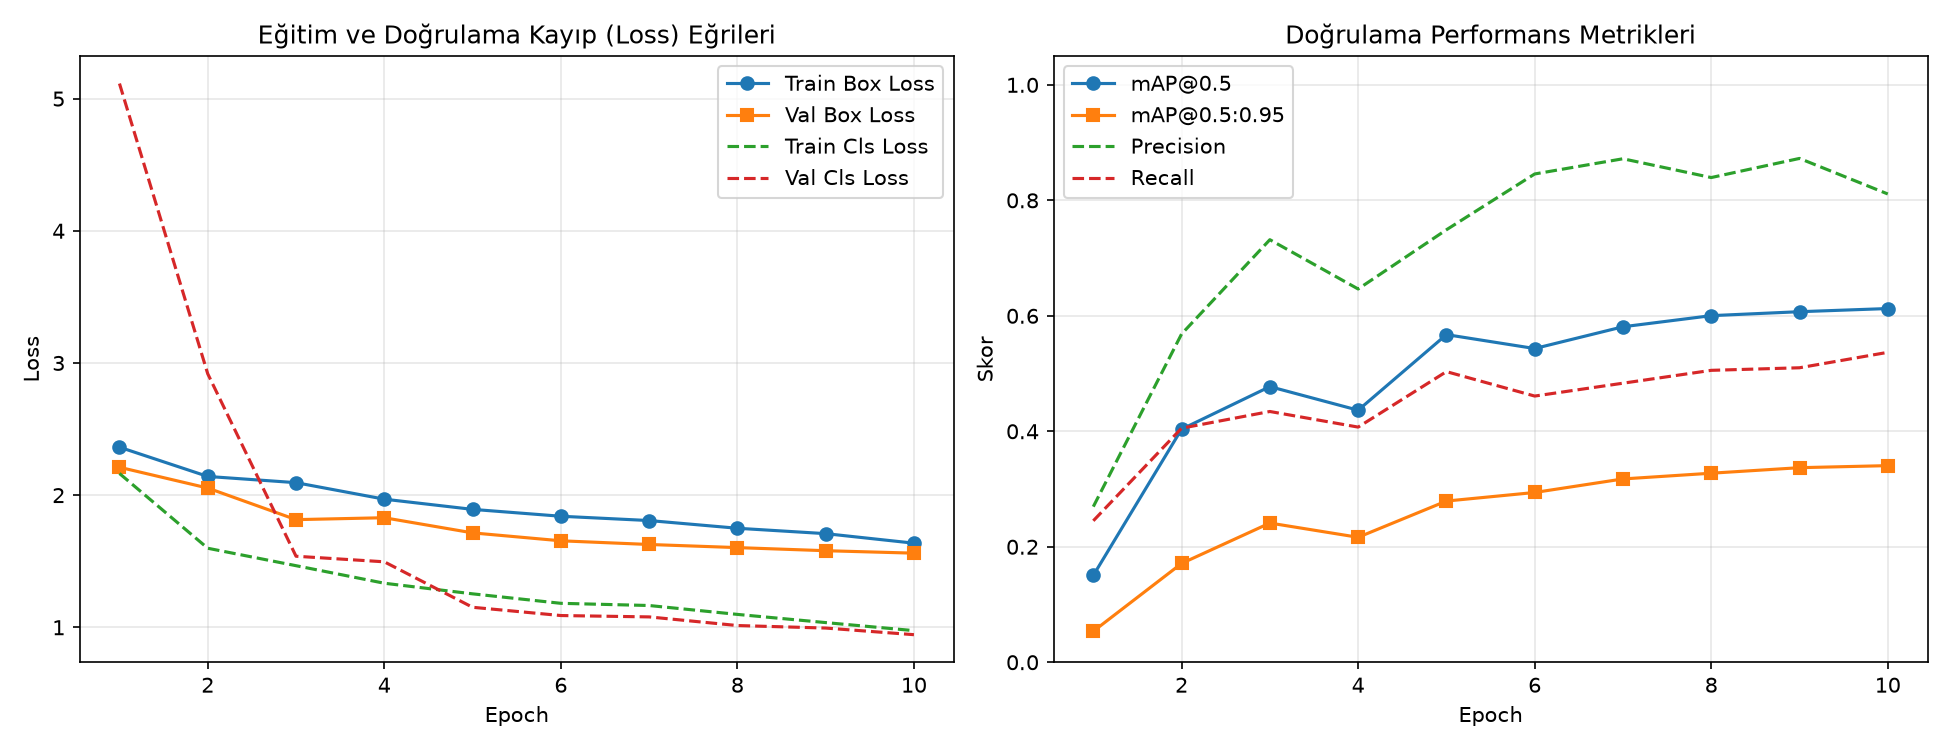 Eğitim ve Doğrulama Kayıp (Loss) Eğrileri
Train Box Loss
Val Box Loss
Train Cls Loss
Val Cls Loss
5
4
3
2
1
Loss
2 4 6 8 10
Epoch
Doğrulama Performans Metrikleri
mAP@0.5
mAP@0.5:0.95
Precision
Recall
1.0
0.8
0.6
0.4
0.2
0.0
Skor
2 4 6 8 10
Epoch